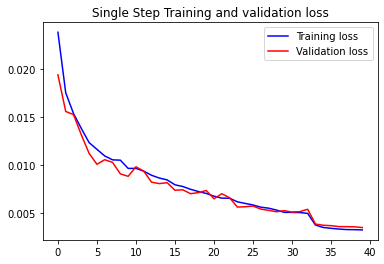 Single Step Training and validation loss
Training loss
Validation loss
0.020
0.015
0.010
0.005
0 5 10 15 20 25 30 35 40